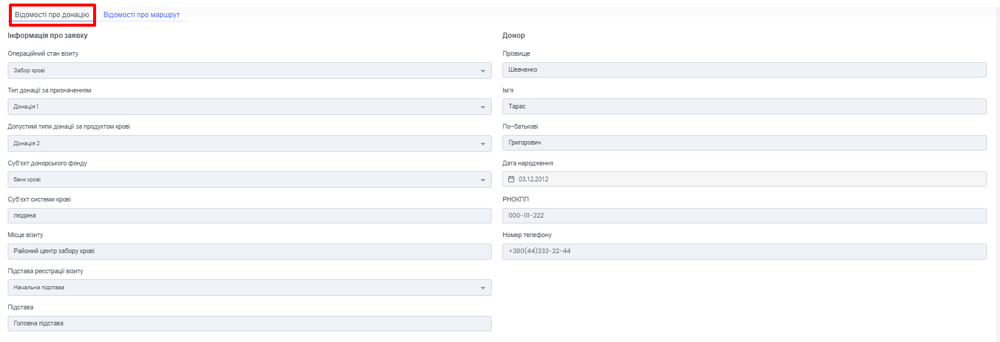 Відомості про донацію Відомості про маршрут
Інформація про заявку
Операційний стан візиту
Забор крові
Тип донації за призначенням
Донація 1
Допустимі типи донації за продуктом крові
Донація 2
Суб'єкт донорського фонду
банк крові
Суб'єкт системи крові
людина
Місце візиту
Районий центр забору крові
Підстава реєстрації візиту
Начальна підстава
Підстава
Головна підстава
Донор
Прізвище
Шевченко
Ім'я
Тарас
По-батькові
Григорович
Дата народження
03.12.2012
РНОКПП
000-111-222
Номер телефону
+380(44)333-22-44